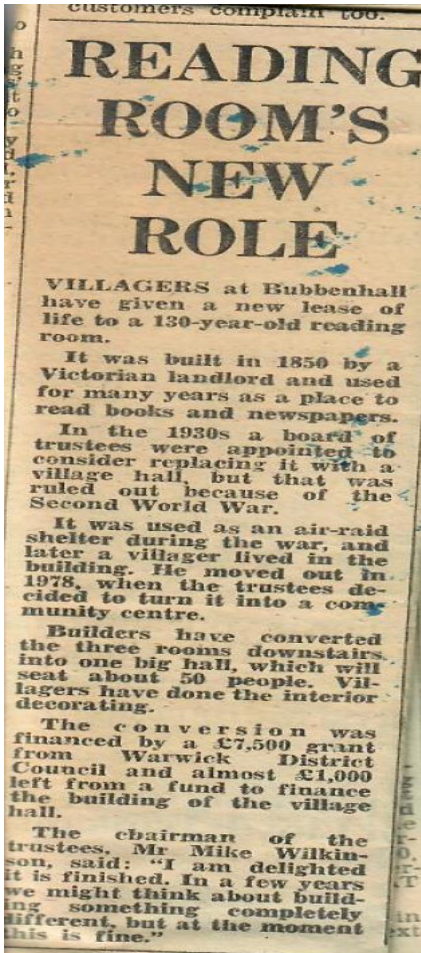 customers complain too.
READING
ROOM'S
NEW
ROLE
VILLAGERS at Bubbenhall
have given a new lease of
life to a 130-year-old reading
room.
It was built in 1850 by a
Victorian landlord and used
for many years as a place to
read books and newspapers.
In the 1930s a board of
trustees were appointed to
consider replacing it with a
village hall, but that was
ruled out because of the
Second World War.
It was used as an air-raid
shelter during the war, and
later a villager lived in the
building. He moved out in
1978, when the trustees de-
cided to turn it into a com-
munity centre.
Builders have converted
the three rooms downstairs
into one big hall, which will
seat about 50 people. Vil-
lagers have done the interior
decorating.
The conversion was
financed by a £7,500 grant
from Warwick District
Council and almost £1,000
left from a fund to finance
the building of the village
hall.
The chairman of the
trustees, Mr Mike Wilkin-
son, said: "I am delighted
it is finished. In a few years
we might think about build-
ing something completely
different, but at the moment
this is fine."